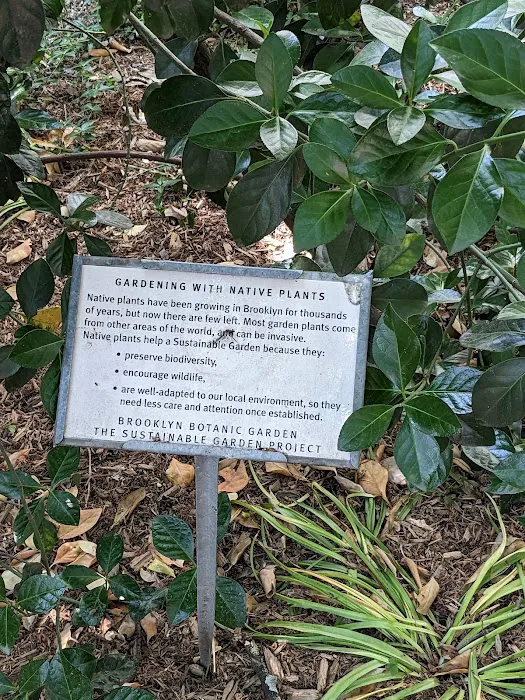 GARDENING WITH NATIVE PLANTS
Native plants have been growing in Brooklyn for thousands
of years, but now there are few left. Most garden plants come
from other areas of the world, and can be invasive.
Native plants help a Sustainable Garden because they:
• preserve biodiversity,
• encourage wildlife,
• are well-adapted to our local environment, so they
need less care and attention once established.
BROOKLYN BOTANIC GARDEN
THE SUSTAINABLE GARDEN PROJECT